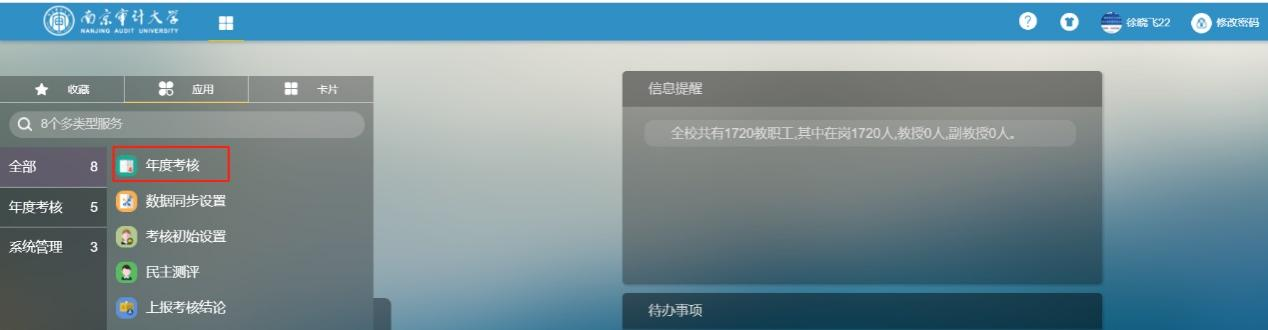 南京审计大学
NANJING AUDIT UNIVERSITY
徐晓飞22
修改密码
收藏
应用
卡片
8个多类型服务
全部 8
年度考核 5
系统管理 3
年度考核
数据同步设置
考核初始设置
民主测评
上报考核结论
信息提醒
全校共有1720教职工,其中在岗1720人,教授0人,副教授0人。
待办事项